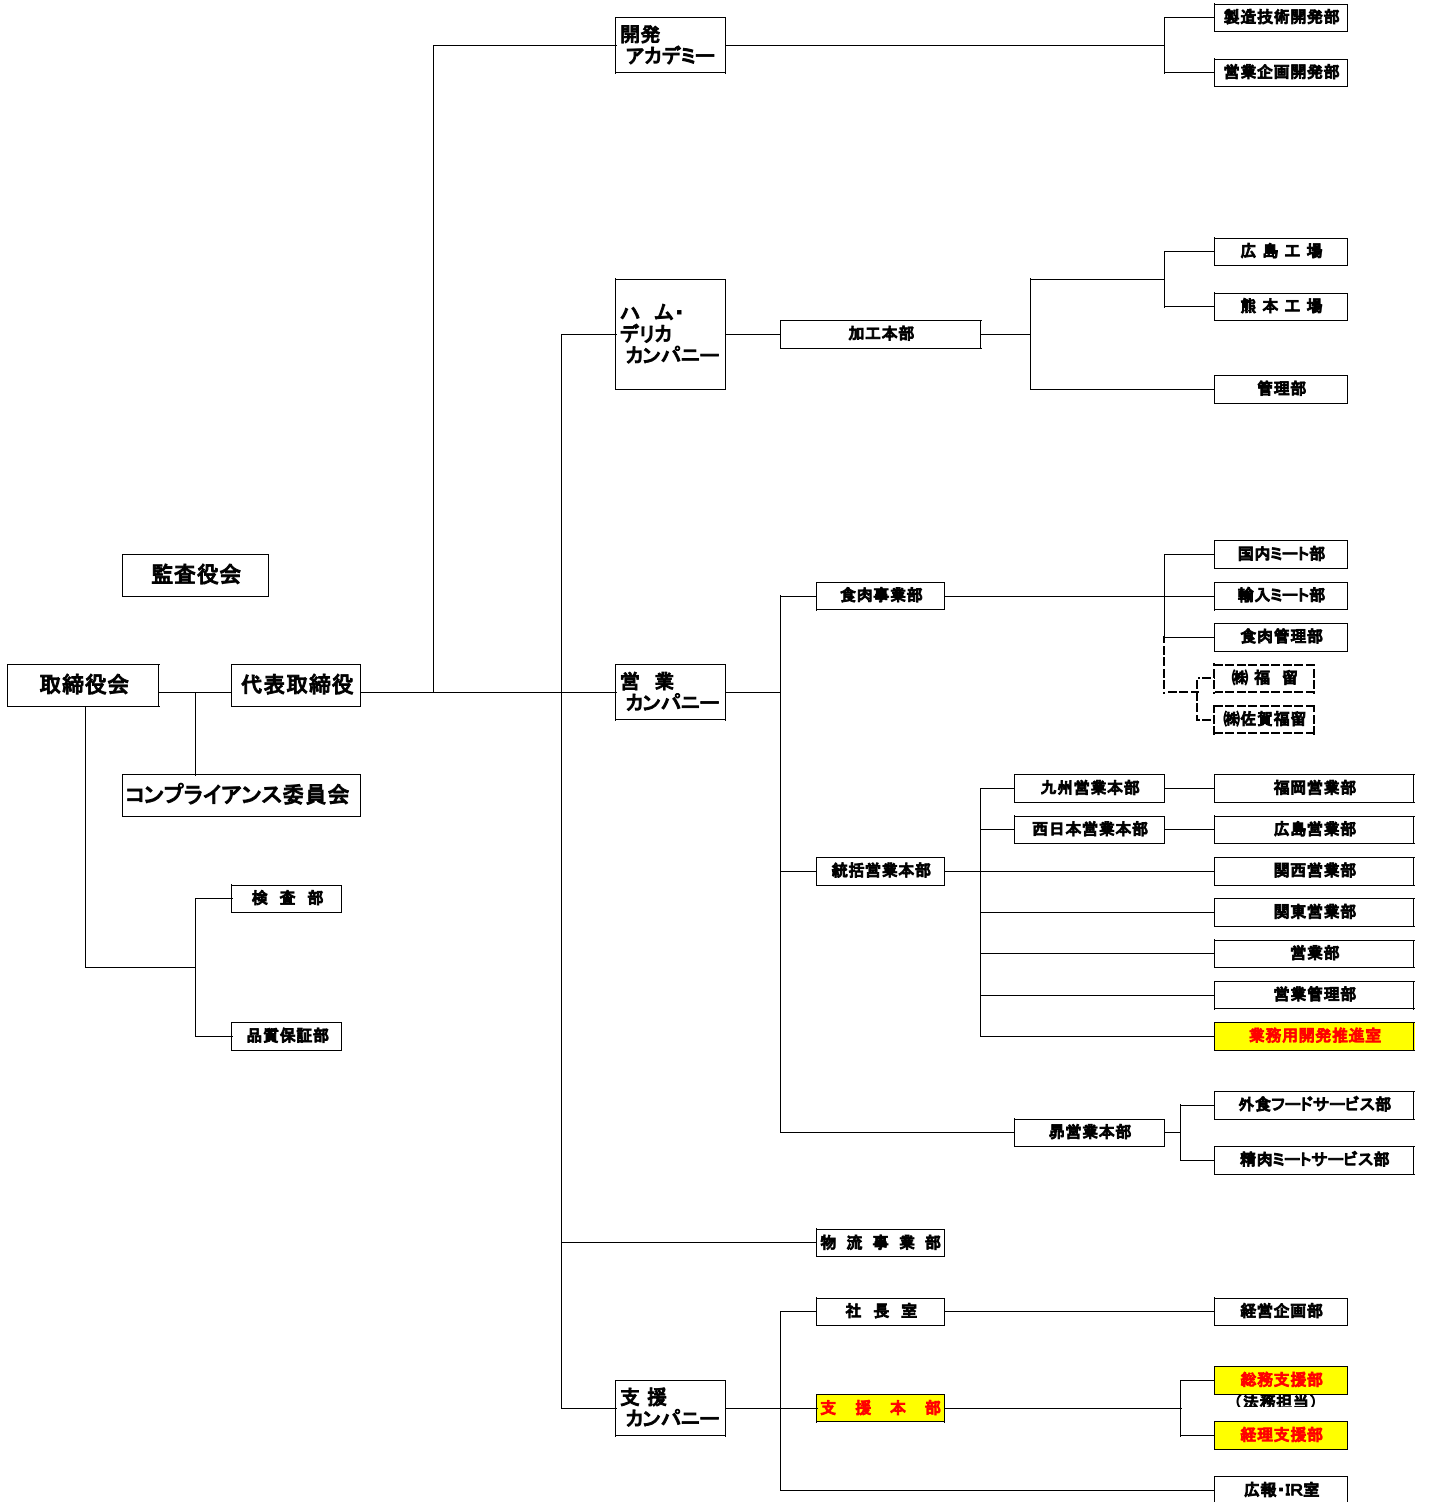 製造技術開発部
開発
アカデミー
営業企画開発部
広 島 工 場
熊 本 工 場
ハ ム・
デリカ
カンパニー
加工本部
管理部
国内ミート部
監査役会
食肉事業部
輸入ミート部
食肉管理部
取締役会
代表取締役
営 業
カンパニー
㈱ 福 留
㈱佐賀福留
コンプライアンス委員会
九州営業本部
福岡営業部
西日本営業本部
広島営業部
統括営業本部
関西営業部
検 査 部
関東営業部
営業部
営業管理部
品質保証部
業務用開発推進室
外食フードサービス部
昴営業本部
精肉ミートサービス部
物 流 事 業 部
社 長 室
経営企画部
支 援
カンパニー
支 援 本 部
総務支援部
（法務担当）
経理支援部
広報・IR室